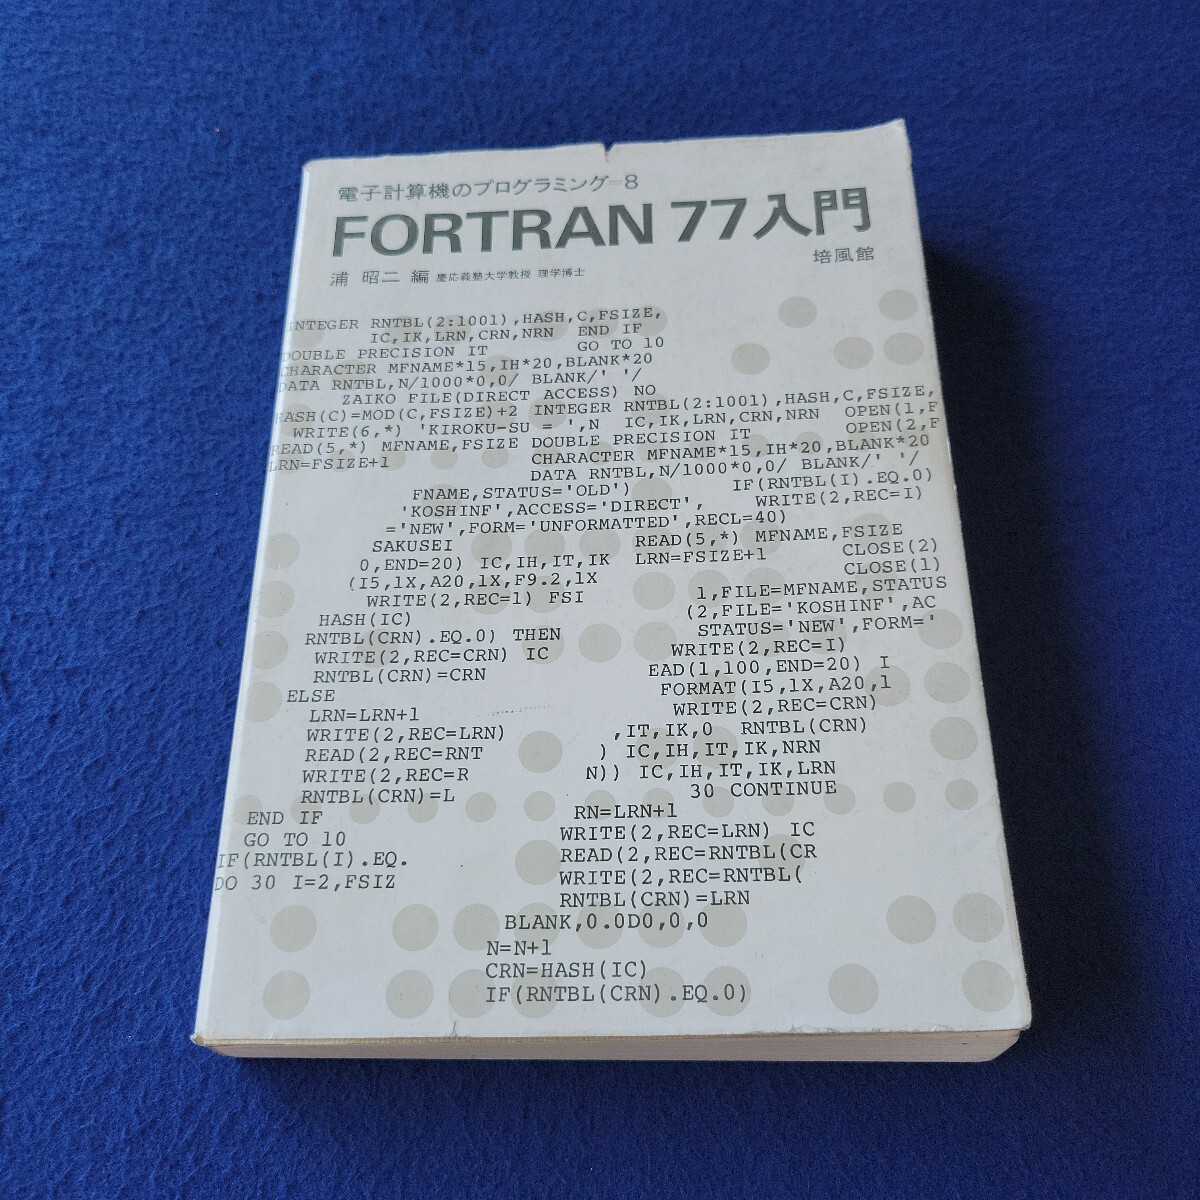 電子計算機のプログラミング=8
FORTRAN 77入門
浦 昭二 編 慶応義塾大学教授 理学博士
培風館
INTEGER RNTBL(2:1001),HASH,C,FSIZE,
IC,IK,LRN,CRN,NRN END IF
DOUBLE PRECISION IT GO TO 10
CHARACTER MFNAME*15,IH*20,BLANK*20
DATA RNTBL,N/1000*0,0/ BLANK/' '/
ZAIKO FILE(DIRECT ACCESS) NO
HASH(C)=MOD(C,FSIZE)+2 INTEGER RNTBL(2:1001),HASH,C,FSIZE,
WRITE(6,*) 'KIROKU-SU = ',N IC,IK,LRN,CRN,NRN OPEN(1,F
READ(5,*) MFNAME,FSIZE DOUBLE PRECISION IT OPEN(2,F
LRN=FSIZE+1 CHARACTER MFNAME*15,IH*20,BLANK*20
DATA RNTBL,N/1000*0,0/ BLANK/' '/
FNAME,STATUS='OLD') IF(RNTBL(I).EQ.0)
'KOSHINF',ACCESS='DIRECT', WRITE(2,REC=I)
='NEW',FORM='UNFORMATTED',RECL=40)
SAKUSEI READ(5,*) MFNAME,FSIZE
0,END=20) IC,IH,IT,IK LRN=FSIZE+1 CLOSE(2)
(I5,1X,A20,1X,F9.2,1X CLOSE(1)
WRITE(2,REC=1) FSI 1,FILE=MFNAME,STATUS
HASH(IC) (2,FILE='KOSHINF',AC
RNTBL(CRN).EQ.0) THEN STATUS='NEW',FORM='
WRITE(2,REC=CRN) IC WRITE(2,REC=I)
RNTBL(CRN)=CRN EAD(1,100,END=20) I
ELSE FORMAT(I5,1X,A20,1
LRN=LRN+1 WRITE(2,REC=CRN)
WRITE(2,REC=LRN) ,IT,IK,0 RNTBL(CRN)
READ(2,REC=RNT ) IC,IH,IT,IK,NRN
WRITE(2,REC=R N)) IC,IH,IT,IK,LRN
RNTBL(CRN)=L 30 CONTINUE
END IF RN=LRN+1
GO TO 10 WRITE(2,REC=LRN) IC
IF(RNTBL(I).EQ. READ(2,REC=RNTBL(CR
DO 30 I=2,FSIZ WRITE(2,REC=RNTBL(
RNTBL(CRN)=LRN
BLANK,0.0D0,0,0
N=N+1
CRN=HASH(IC)
IF(RNTBL(CRN).EQ.0)